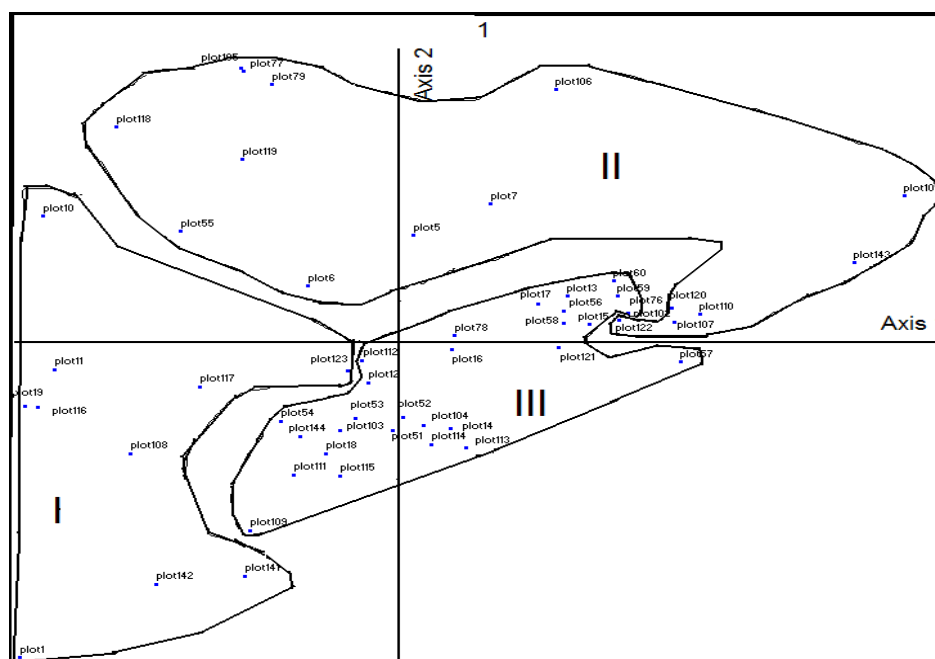 1
Axis 2
plot105 plot77
plot79
plot106
plot118
plot119
II
plot10
plot7
plot10
plot55
plot5
plot143
plot6
plot60
plot17 plot13 plot59
plot56 plot76 plot120
plot102 plot110
plot58 plot15
plot122 plot107
Axis
plot78
plot123 plot112 plot16 plot121 plot57
plot11
plot117 plot12
plot19
plot116
III
plot54 plot53 plot52
plot144 plot103 plot51 plot104 plot14
plot114 plot113
plot108 plot18
plot111 plot115
I
plot109
plot142 plot141
plot1